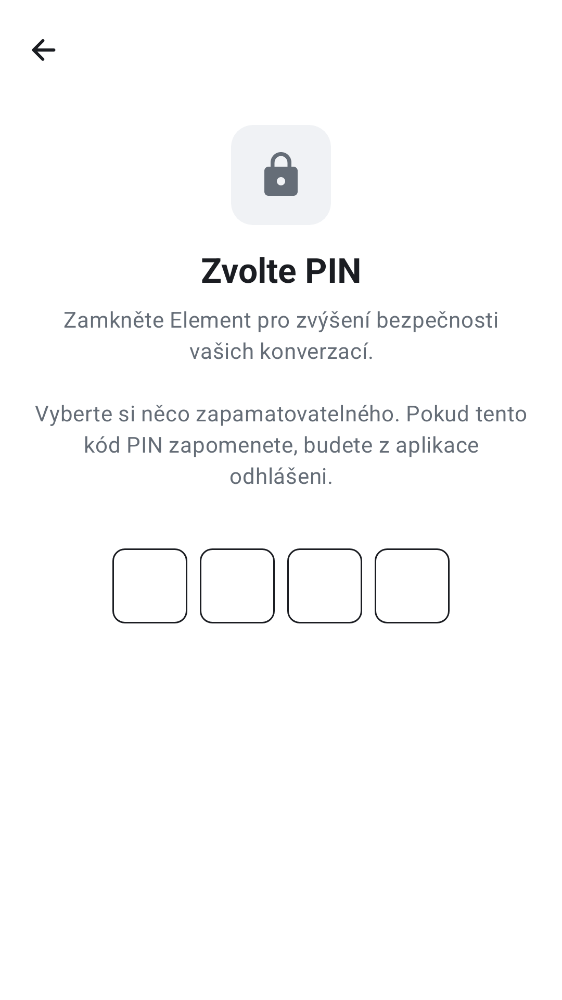 Zvolte PIN
Zamkněte Element pro zvýšení bezpečnosti
vašich konverzací.
Vyberte si něco zapamatovatelného. Pokud tento
kód PIN zapomenete, budete z aplikace
odhlášeni.